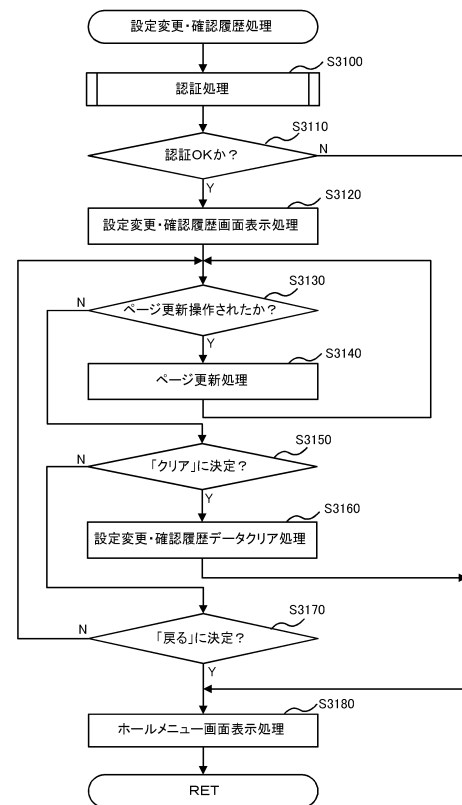 設定変更・確認履歴処理
S3100
認証処理
S3110
認証OKか?
N
Y
S3120
設定変更・確認履歴画面表示処理
S3130
N
ページ更新操作されたか?
Y
S3140
ページ更新処理
S3150
N
「クリア」に決定?
Y
S3160
設定変更・確認履歴データクリア処理
S3170
N
「戻る」に決定?
Y
S3180
ホールメニュー画面表示処理
RET